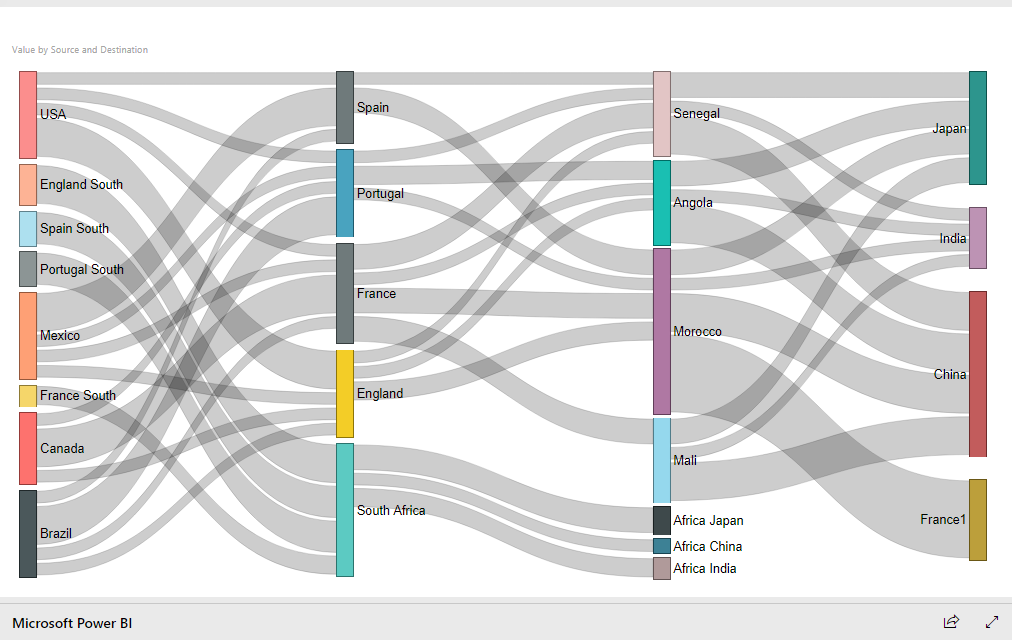 Value by Source and Destination
USA
England South
Spain South
Portugal South
Mexico
France South
Canada
Brazil
Spain
Portugal
France
England
South Africa
Senegal
Angola
Morocco
Mali
Africa Japan
Africa China
Africa India
Japan
India
China
France1
Microsoft Power BI